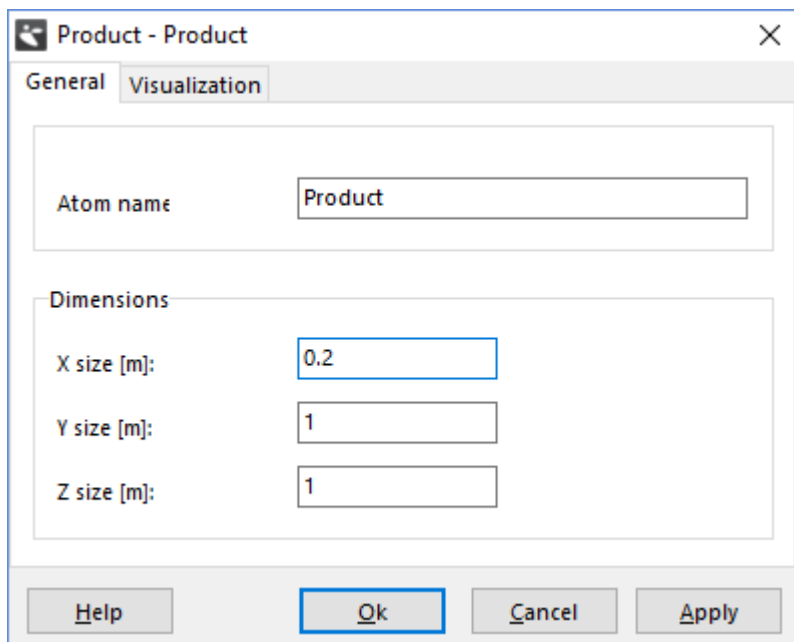 Product - Product
General Visualization
Atom name Product
Dimensions
X size [m]: 0.2
Y size [m]: 1
Z size [m]: 1
Help Ok Cancel Apply